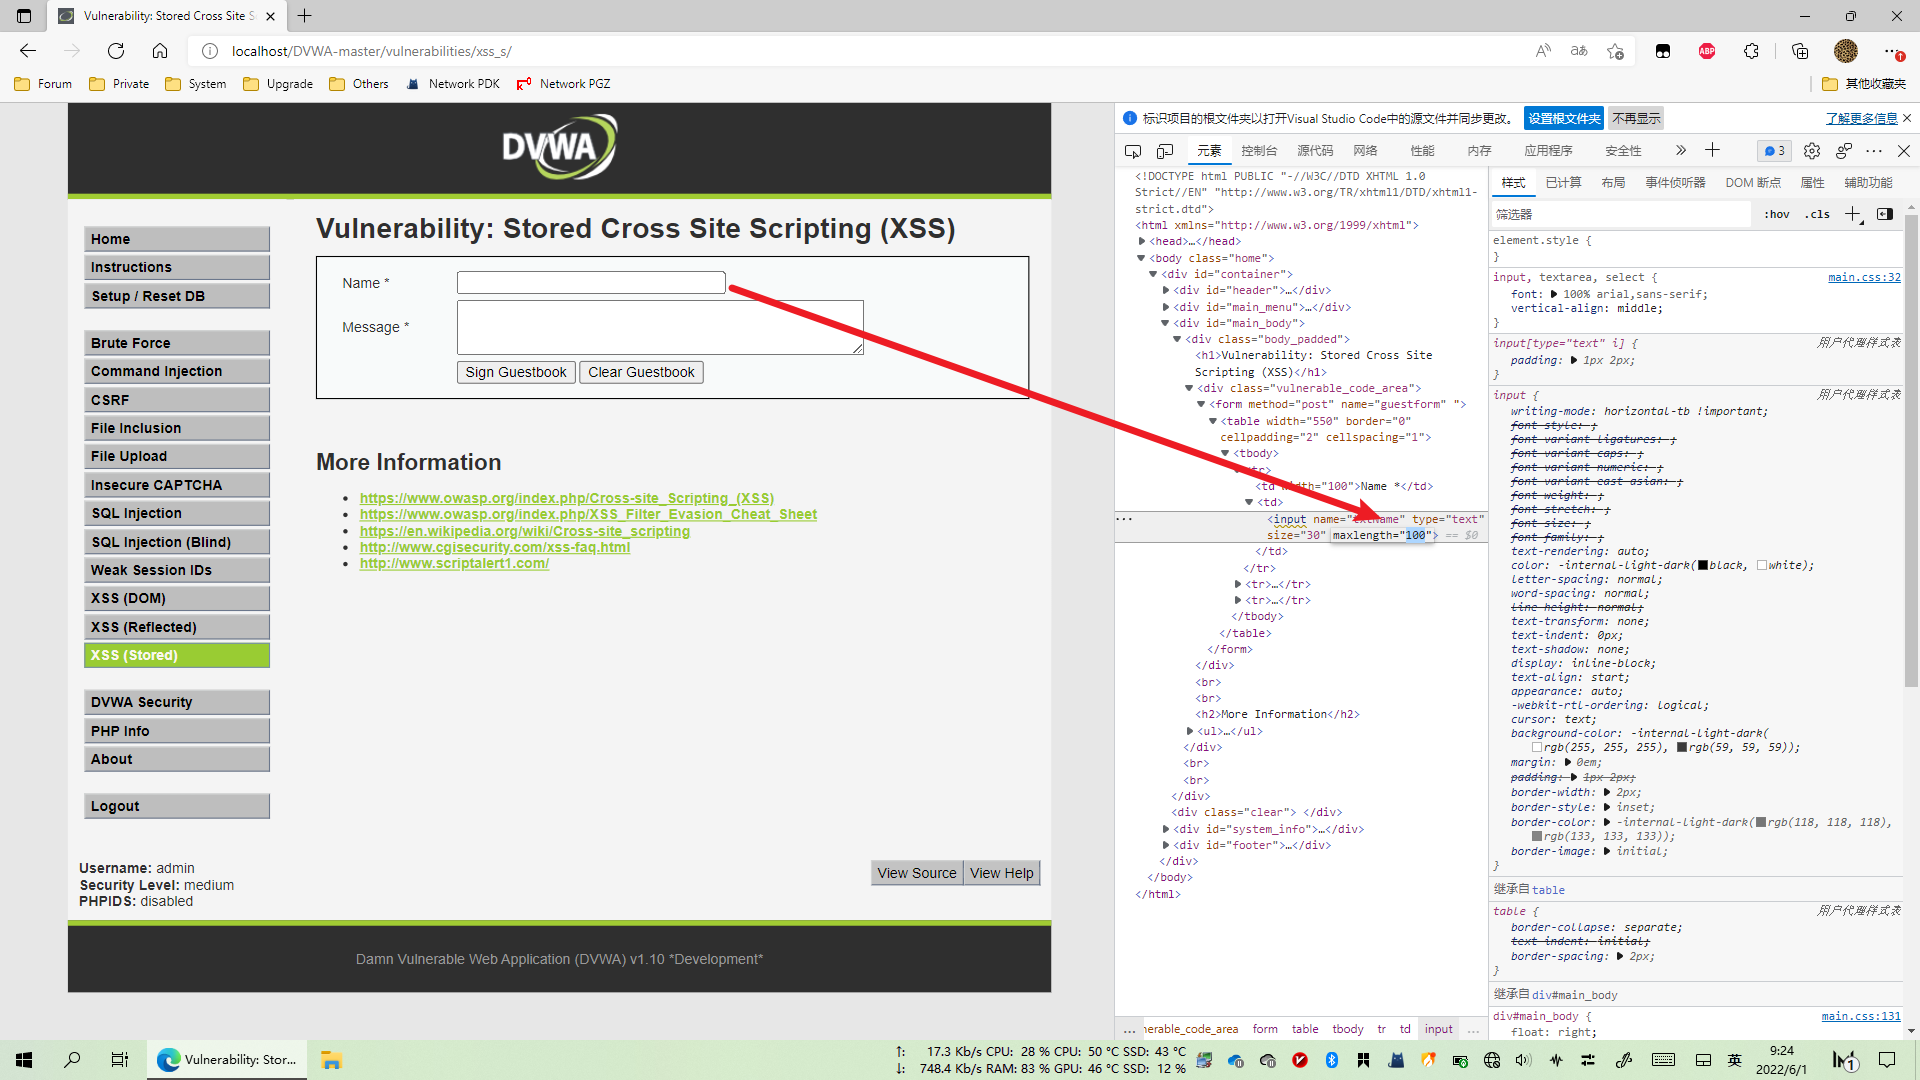 Vulnerability: Stored Cross Site S
localhost/DVWA-master/vulnerabilities/xss_s/
Forum Private System Upgrade Others Network PDK Network PGZ 其他收藏夹
DVWA
Vulnerability: Stored Cross Site Scripting (XSS)
Home
Instructions
Setup / Reset DB
Brute Force
Command Injection
CSRF
File Inclusion
File Upload
Insecure CAPTCHA
SQL Injection
SQL Injection (Blind)
Weak Session IDs
XSS (DOM)
XSS (Reflected)
XSS (Stored)
DVWA Security
PHP Info
About
Logout
Name *
Message *
Sign Guestbook Clear Guestbook
More Information
https://www.owasp.org/index.php/Cross-site_Scripting_(XSS)
https://www.owasp.org/index.php/XSS_Filter_Evasion_Cheat_Sheet
https://en.wikipedia.org/wiki/Cross-site_scripting
http://www.cgisecurity.com/xss-faq.html
http://www.scriptalert1.com/
Username: admin
Security Level: medium
PHPIDS: disabled
View Source View Help
Damn Vulnerable Web Application (DVWA) v1.10 *Development*
标识项目的根文件夹以打开Visual Studio Code中的源文件并同步更改。 设置根文件夹 不再显示 了解更多信息
元素 控制台 源代码 网络 性能 内存 应用程序 安全性 3
<!DOCTYPE html PUBLIC "-//W3C//DTD XHTML 1.0
Strict//EN" "http://www.w3.org/TR/xhtml1/DTD/xhtml1-
strict.dtd">
<html xmlns="http://www.w3.org/1999/xhtml">
<head>…</head>
<body class="home">
<div id="container">
<div id="header">…</div>
<div id="main_menu">…</div>
<div id="main_body">
<div class="body_padded">
<h1>Vulnerability: Stored Cross Site
Scripting (XSS)</h1>
<div class="vulnerable_code_area">
<form method="post" name="guestform" ">
<table width="550" border="0"
cellpadding="2" cellspacing="1">
<tbody>
<td width="100">Name *</td>
<td>
<input name="txtName" type="text"
size="30" maxlength="100"> == $0
</td>
</tr>
<tr>…</tr>
<tr>…</tr>
</tbody>
</table>
</form>
</div>
<br>
<br>
<h2>More Information</h2>
<ul>…</ul>
</div>
<br>
<br>
</div>
<div class="clear"> </div>
<div id="system_info">…</div>
<div id="footer">…</div>
</div>
</body>
</html>
... nerable_code_area form table tbody tr td input ...
样式 已计算 布局 事件侦听器 DOM 断点 属性 辅助功能
筛选器 :hov .cls
element.style {
}
input, textarea, select { main.css:32
font: 100% arial,sans-serif;
vertical-align: middle;
}
input[type="text" i] { 用户代理样式表
padding: 1px 2px;
}
input { 用户代理样式表
writing-mode: horizontal-tb !important;
font-style: ;
font-variant-ligatures: ;
font-variant-caps: ;
font-variant-numeric: ;
font-variant-east-asian: ;
font-weight: ;
font-stretch: ;
font-size: ;
font-family: ;
text-rendering: auto;
color: -internal-light-dark(black, white);
letter-spacing: normal;
word-spacing: normal;
line-height: normal;
text-transform: none;
text-indent: 0px;
text-shadow: none;
display: inline-block;
text-align: start;
appearance: auto;
-webkit-rtl-ordering: logical;
cursor: text;
background-color: -internal-light-dark(
rgb(255, 255, 255), rgb(59, 59, 59));
margin: 0em;
padding: 1px 2px;
border-width: 2px;
border-style: inset;
border-color: -internal-light-dark(rgb(118, 118, 118),
rgb(133, 133, 133));
border-image: initial;
}
继承自 table
table { 用户代理样式表
border-collapse: separate;
text-indent: initial;
border-spacing: 2px;
}
继承自 div#main_body
div#main_body { main.css:131
float: right;
Vulnerability: Stor...
↑: 17.3 Kb/s CPU: 28 % CPU: 50 °C SSD: 43 °C
↓: 748.4 Kb/s RAM: 83 % GPU: 46 °C SSD: 12 %
英
9:24
2022/6/1
1